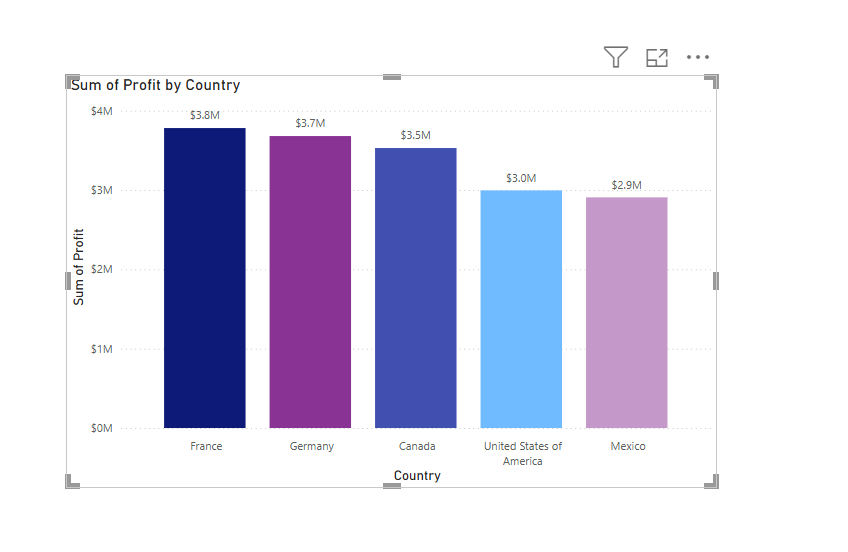 Sum of Profit by Country
$4M
$3M
$2M
$1M
$0M
Sum of Profit
$3.8M
$3.7M
$3.5M
$3.0M
$2.9M
France
Germany
Canada
United States of
America
Mexico
Country